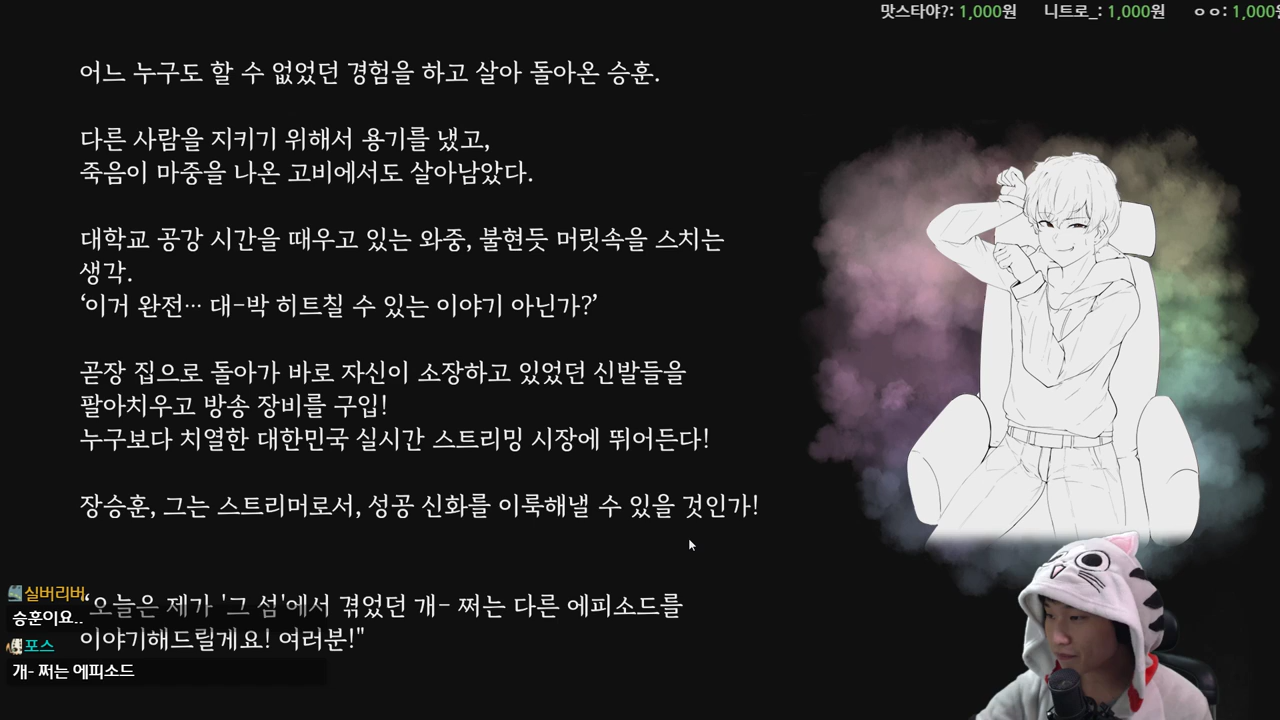 맛스타야?: 1,000원 니트로_: 1,000원 ㅇㅇ: 1,000원
어느 누구도 할 수 없었던 경험을 하고 살아 돌아온 승훈.
다른 사람을 지키기 위해서 용기를 냈고,
죽음이 마중을 나온 고비에서도 살아남았다.
대학교 공강 시간을 때우고 있는 와중, 불현듯 머릿속을 스치는
생각.
‘이거 완전… 대-박 히트칠 수 있는 이야기 아닌가?’
곧장 집으로 돌아가 바로 자신이 소장하고 있었던 신발들을
팔아치우고 방송 장비를 구입!
누구보다 치열한 대한민국 실시간 스트리밍 시장에 뛰어든다!
장승훈, 그는 스트리머로서, 성공 신화를 이룩해낼 수 있을 것인가!
“오늘은 제가 '그 섬'에서 겪었던 개- 쩌는 다른 에피소드를
이야기해드릴게요! 여러분!"
실버리버
승훈이요..
포스
개- 쩌는 에피소드